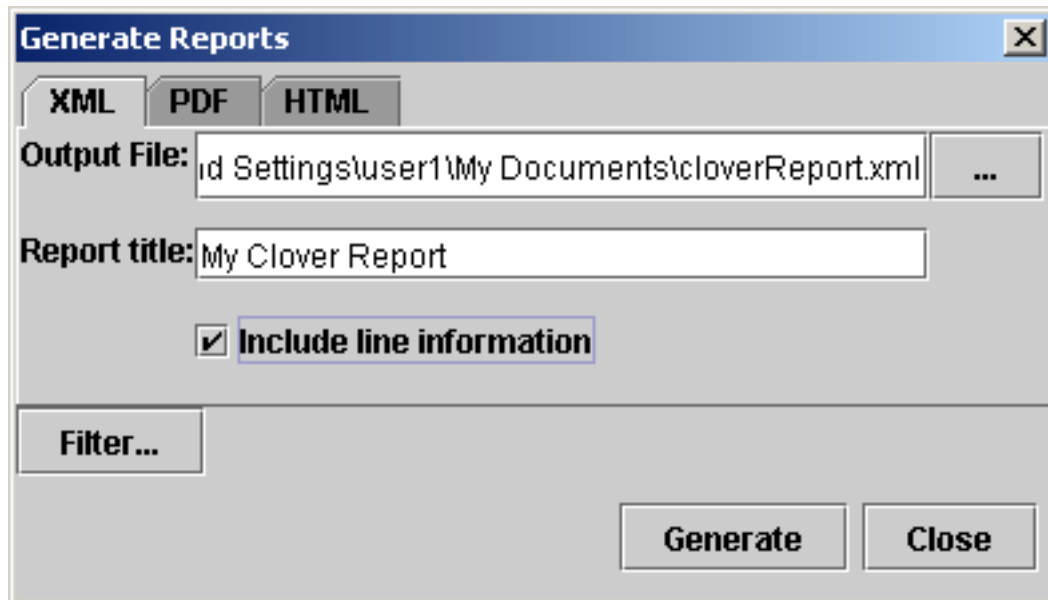 Generate Reports
XML PDF HTML
Output File: d Settings\user1\My Documents\cloverReport.xml ...
Report title: My Clover Report
Include line information
Filter...
Generate Close